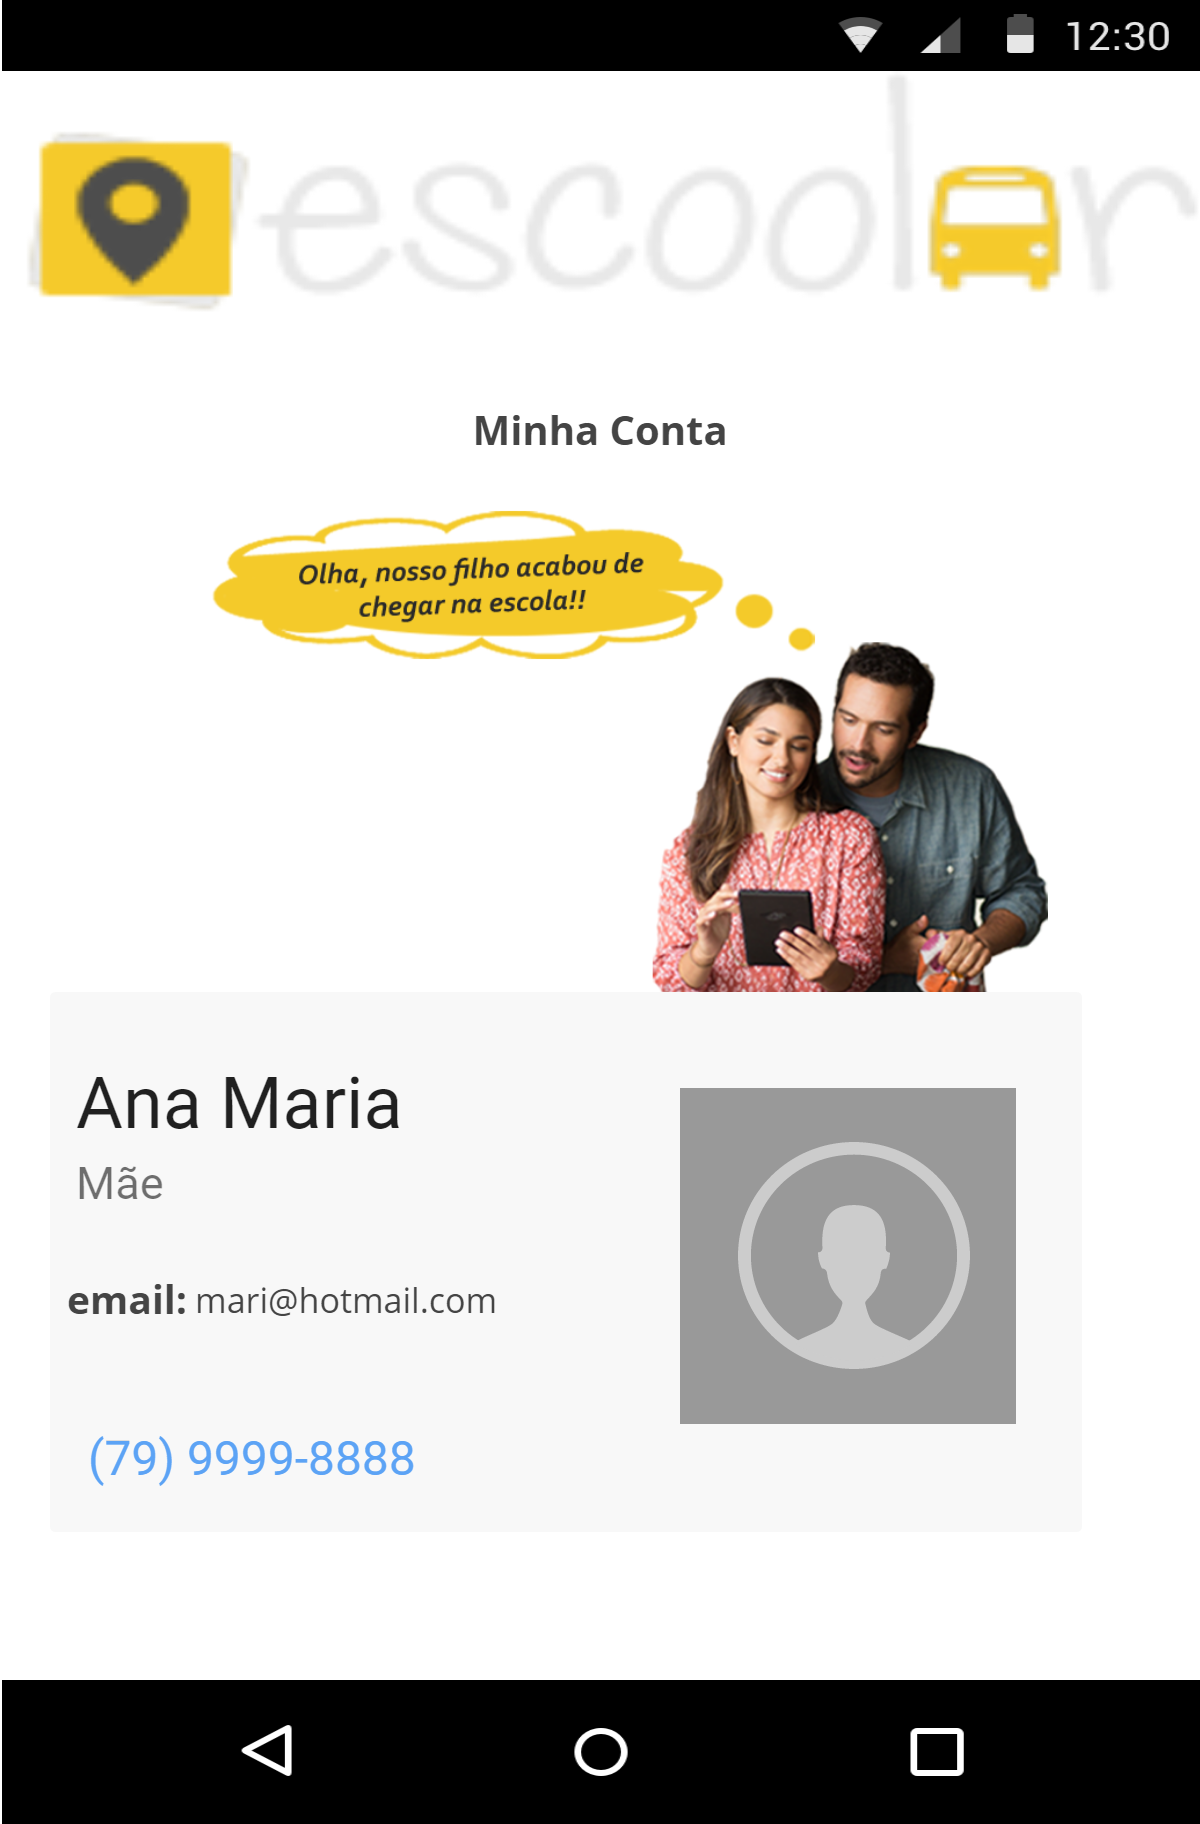 12:30
escolar
Minha Conta
Olha, nosso filho acabou de
chegar na escola!!
Ana Maria
Mãe
email: mari@hotmail.com
(79) 9999-8888